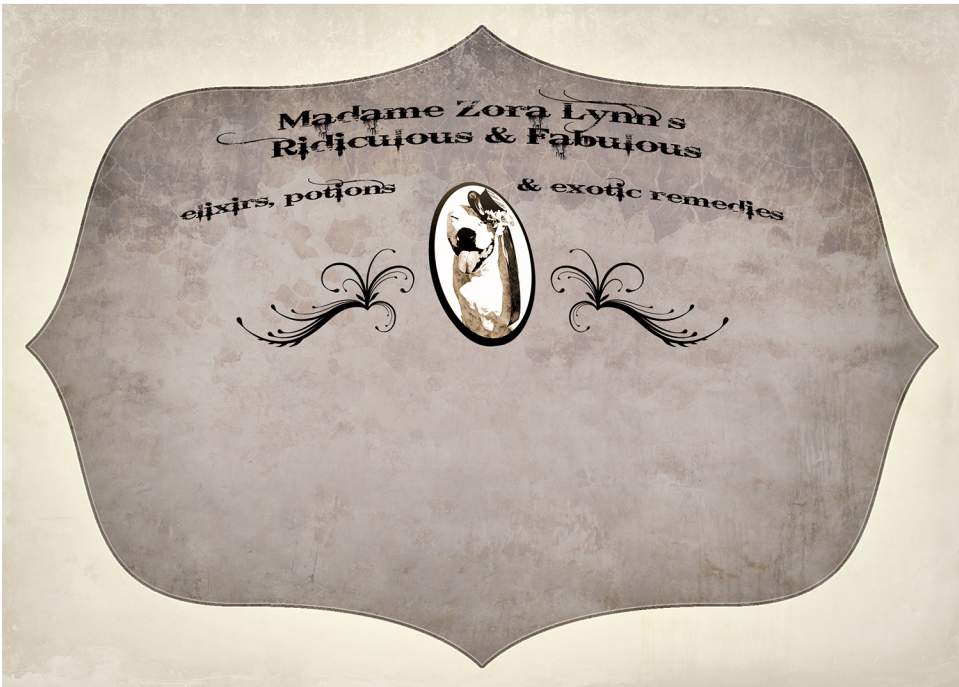 Madame Zora Lynn's
Ridiculous & Fabulous
elixirs, potions & exotic remedies